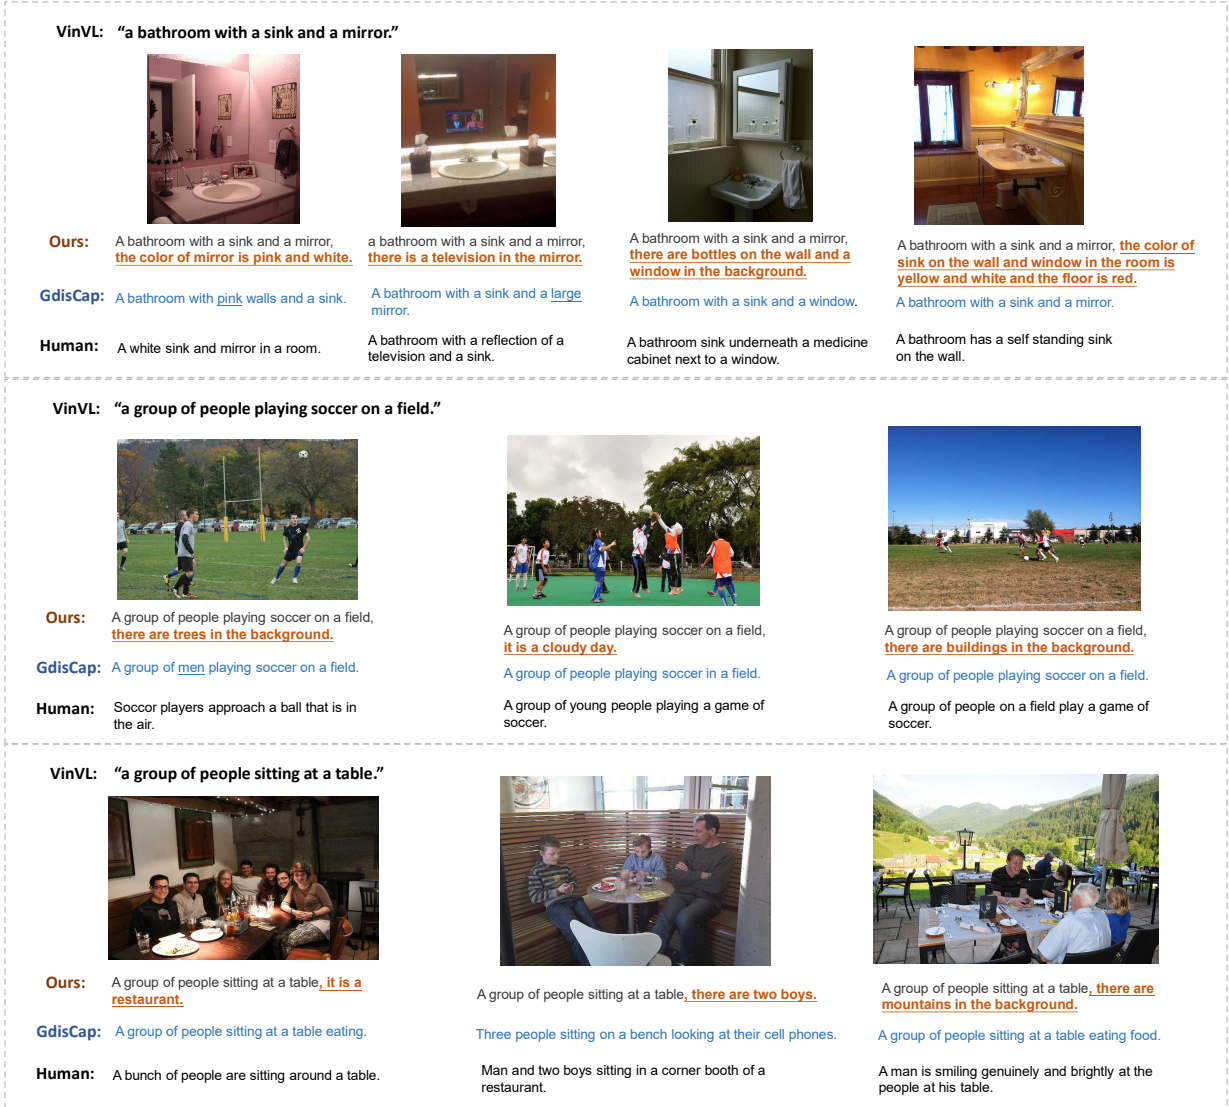 VinVL: "a bathroom with a sink and a mirror."
Ours:
A bathroom with a sink and a mirror,
the color of mirror is pink and white.
a bathroom with a sink and a mirror,
there is a television in the mirror.
A bathroom with a sink and a mirror,
there are bottles on the wall and a
window in the background.
A bathroom with a sink and a mirror, the color of
sink on the wall and window in the room is
yellow and white and the floor is red.
GdisCap:
A bathroom with pink walls and a sink.
A bathroom with a sink and a large
mirror.
A bathroom with a sink and a window.
A bathroom with a sink and a mirror.
Human:
A white sink and mirror in a room.
A bathroom with a reflection of a
television and a sink.
A bathroom sink underneath a medicine
cabinet next to a window.
A bathroom has a self standing sink
on the wall.
VinVL: "a group of people playing soccer on a field."
Ours:
A group of people playing soccer on a field,
there are trees in the background.
A group of people playing soccer on a field,
it is a cloudy day.
A group of people playing soccer on a field,
there are buildings in the background.
GdisCap:
A group of men playing soccer on a field.
A group of people playing soccer in a field.
A group of people playing soccer on a field.
Human:
Soccor players approach a ball that is in
the air.
A group of young people playing a game of
soccer.
A group of people on a field play a game of
soccer.
VinVL: "a group of people sitting at a table."
Ours:
A group of people sitting at a table, it is a
restaurant.
A group of people sitting at a table, there are two boys.
A group of people sitting at a table, there are
mountains in the background.
GdisCap:
A group of people sitting at a table eating.
Three people sitting on a bench looking at their cell phones.
A group of people sitting at a table eating food.
Human:
A bunch of people are sitting around a table.
Man and two boys sitting in a corner booth of a
restaurant.
A man is smiling genuinely and brightly at the
people at his table.